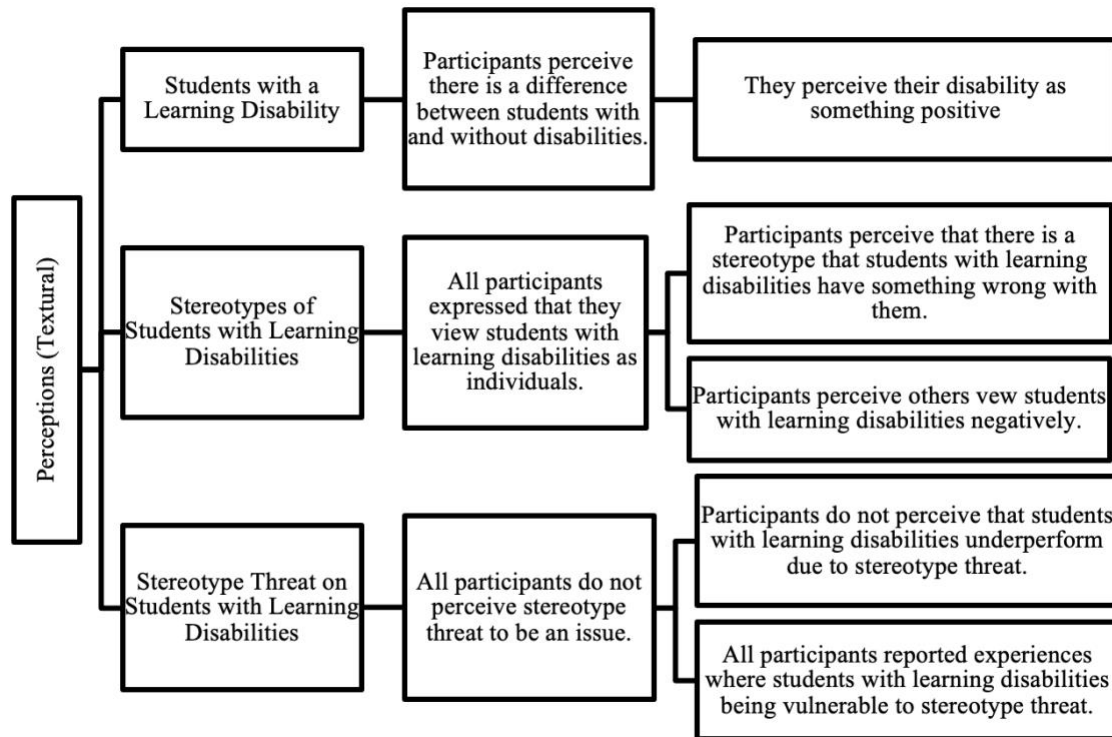 Perceptions (Textural)
Students with a
Learning Disability
Participants perceive
there is a difference
between students with
and without disabilities.
They perceive their disability as
something positive
Stereotypes of
Students with Learning
Disabilities
All participants
expressed that they
view students with
learning disabilities as
individuals.
Participants perceive that there is a
stereotype that students with learning
disabilities have something wrong with
them.
Participants perceive others vew students
with learning disabilities negatively.
Stereotype Threat on
Students with Learning
Disabilities
All participants do not
perceive stereotype
threat to be an issue.
Participants do not perceive that students
with learning disabilities underperform
due to stereotype threat.
All participants reported experiences
where students with learning disabilities
being vulnerable to stereotype threat.